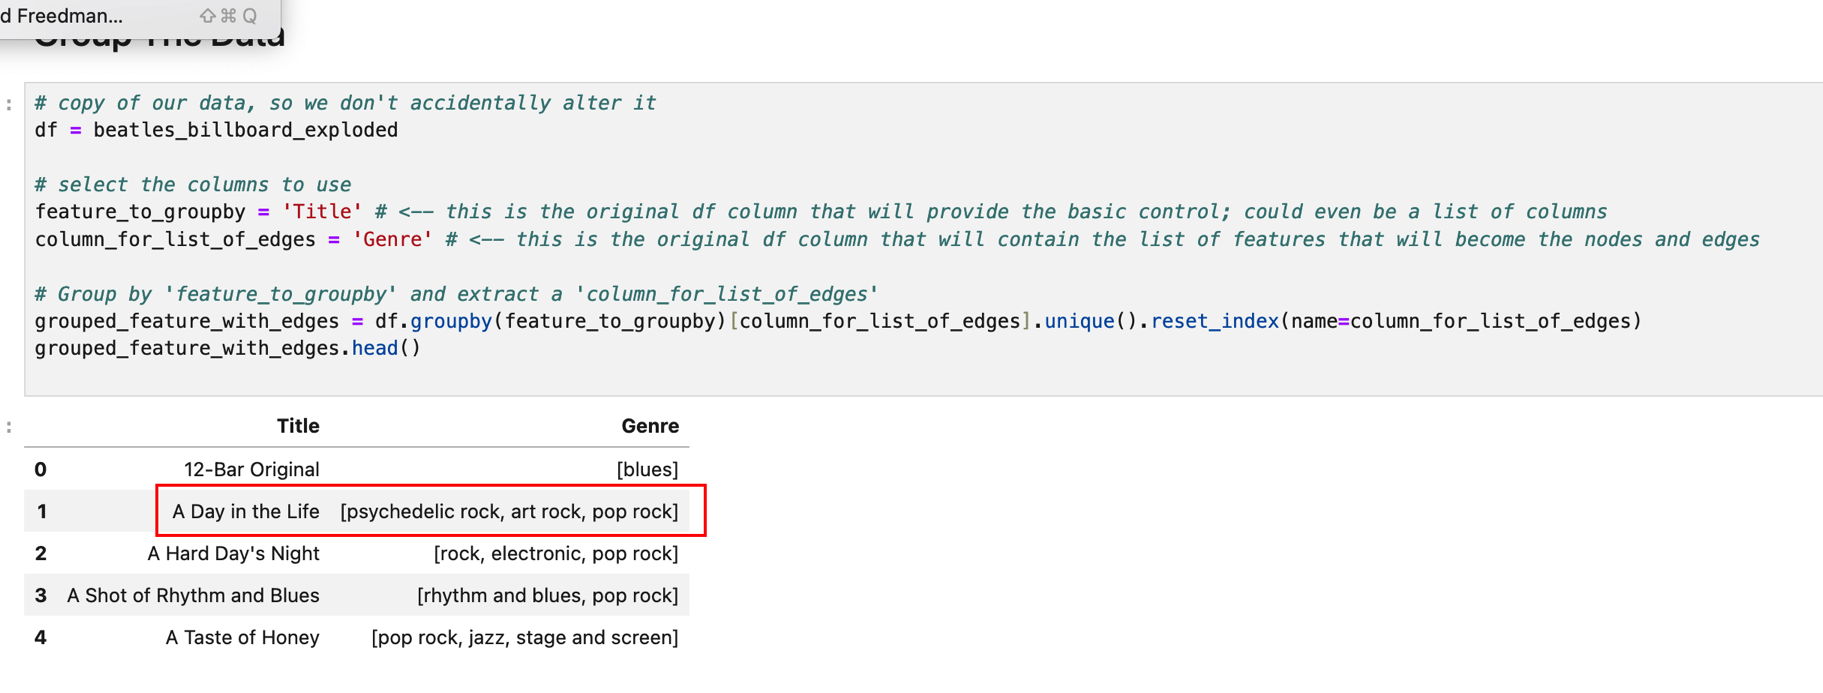 d Freedman... ⇧⌘Q
Group The Data
:
# copy of our data, so we don't accidentally alter it
df = beatles_billboard_exploded
# select the columns to use
feature_to_groupby = 'Title' # <-- this is the original df column that will provide the basic control; could even be a list of columns
column_for_list_of_edges = 'Genre' # <-- this is the original df column that will contain the list of features that will become the nodes and edges
# Group by 'feature_to_groupby' and extract a 'column_for_list_of_edges'
grouped_feature_with_edges = df.groupby(feature_to_groupby)[column_for_list_of_edges].unique().reset_index(name=column_for_list_of_edges)
grouped_feature_with_edges.head()
: Title Genre
0 12-Bar Original [blues]
1 A Day in the Life [psychedelic rock, art rock, pop rock]
2 A Hard Day's Night [rock, electronic, pop rock]
3 A Shot of Rhythm and Blues [rhythm and blues, pop rock]
4 A Taste of Honey [pop rock, jazz, stage and screen]